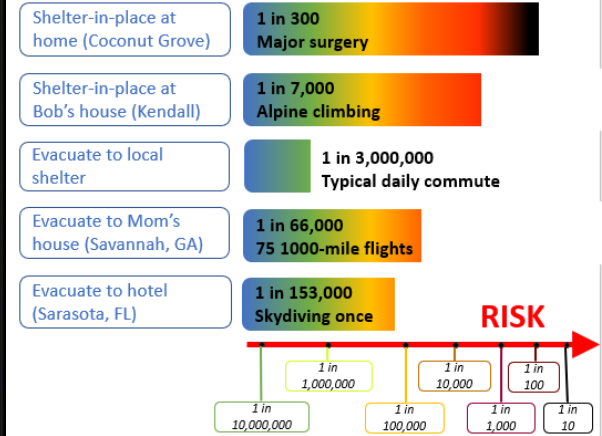 Shelter-in-place at
home (Coconut Grove)
1 in 300
Major surgery
Shelter-in-place at
Bob's house (Kendall)
1 in 7,000
Alpine climbing
Evacuate to local
shelter
1 in 3,000,000
Typical daily commute
Evacuate to Mom's
house (Savannah, GA)
1 in 66,000
75 1000-mile flights
Evacuate to hotel
(Sarasota, FL)
1 in 153,000
Skydiving once
RISK
1 in
10,000,000
1 in
1,000,000
1 in
100,000
1 in
10,000
1 in
1,000
1 in
100
1 in
10